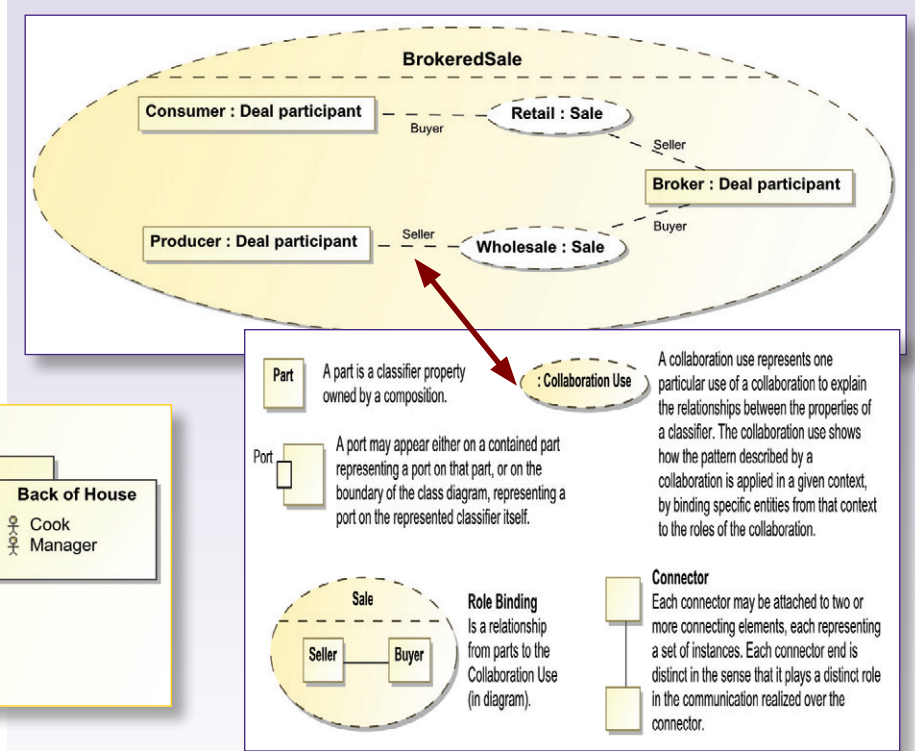 BrokeredSale
Consumer : Deal participant
Buyer
Retail : Sale
Seller
Broker : Deal participant
Producer : Deal participant
Seller
Wholesale : Sale
Buyer
Part
A part is a classifier property
owned by a composition.
: Collaboration Use
A collaboration use represents one
particular use of a collaboration to explain
the relationships between the properties of
a classifier. The collaboration use shows
how the pattern described by a
collaboration is applied in a given context,
by binding specific entities from that context
to the roles of the collaboration.
Port
A port may appear either on a contained part
representing a port on that part, or on the
boundary of the class diagram, representing a
port on the represented classifier itself.
Back of House
Cook
Manager
Sale
Seller
Buyer
Role Binding
Is a relationship
from parts to the
Collaboration Use
(in diagram).
Connector
Each connector may be attached to two or
more connecting elements, each representing
a set of instances. Each connector end is
distinct in the sense that it plays a distinct role
in the communication realized over the
connector.